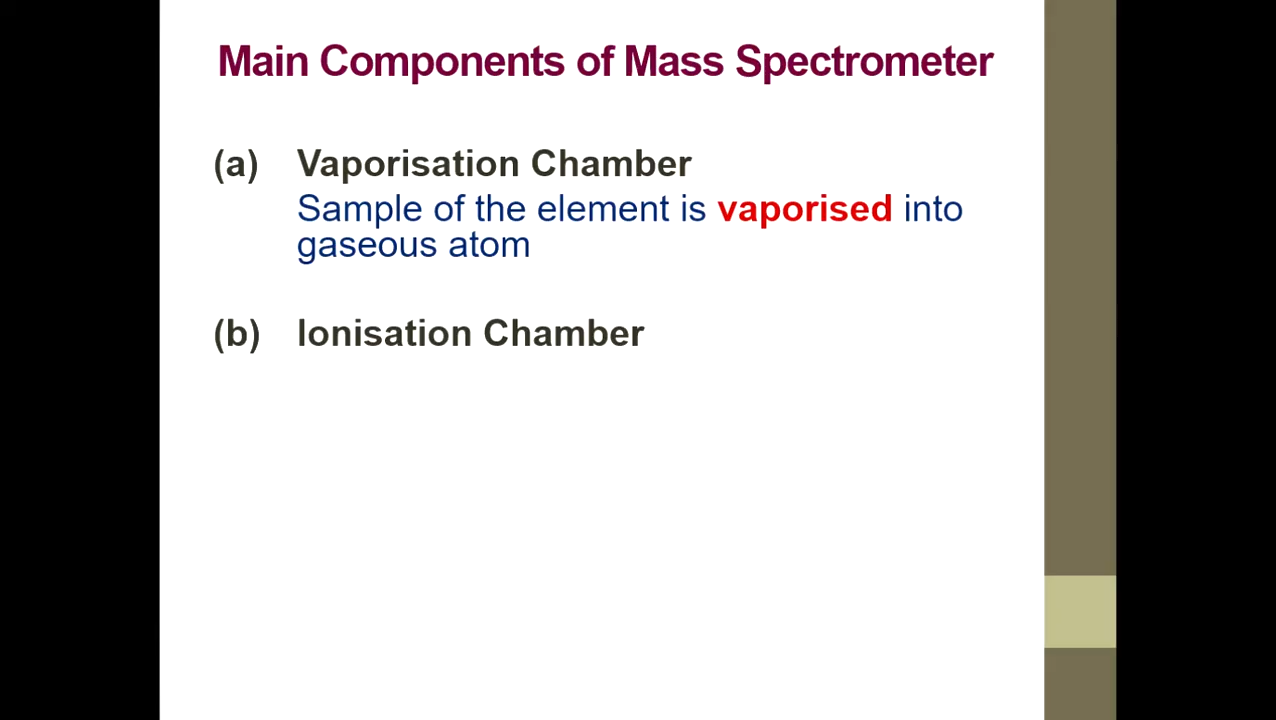 Main Components of Mass Spectrometer
(a) Vaporisation Chamber
Sample of the element is vaporised into
gaseous atom
(b) Ionisation Chamber